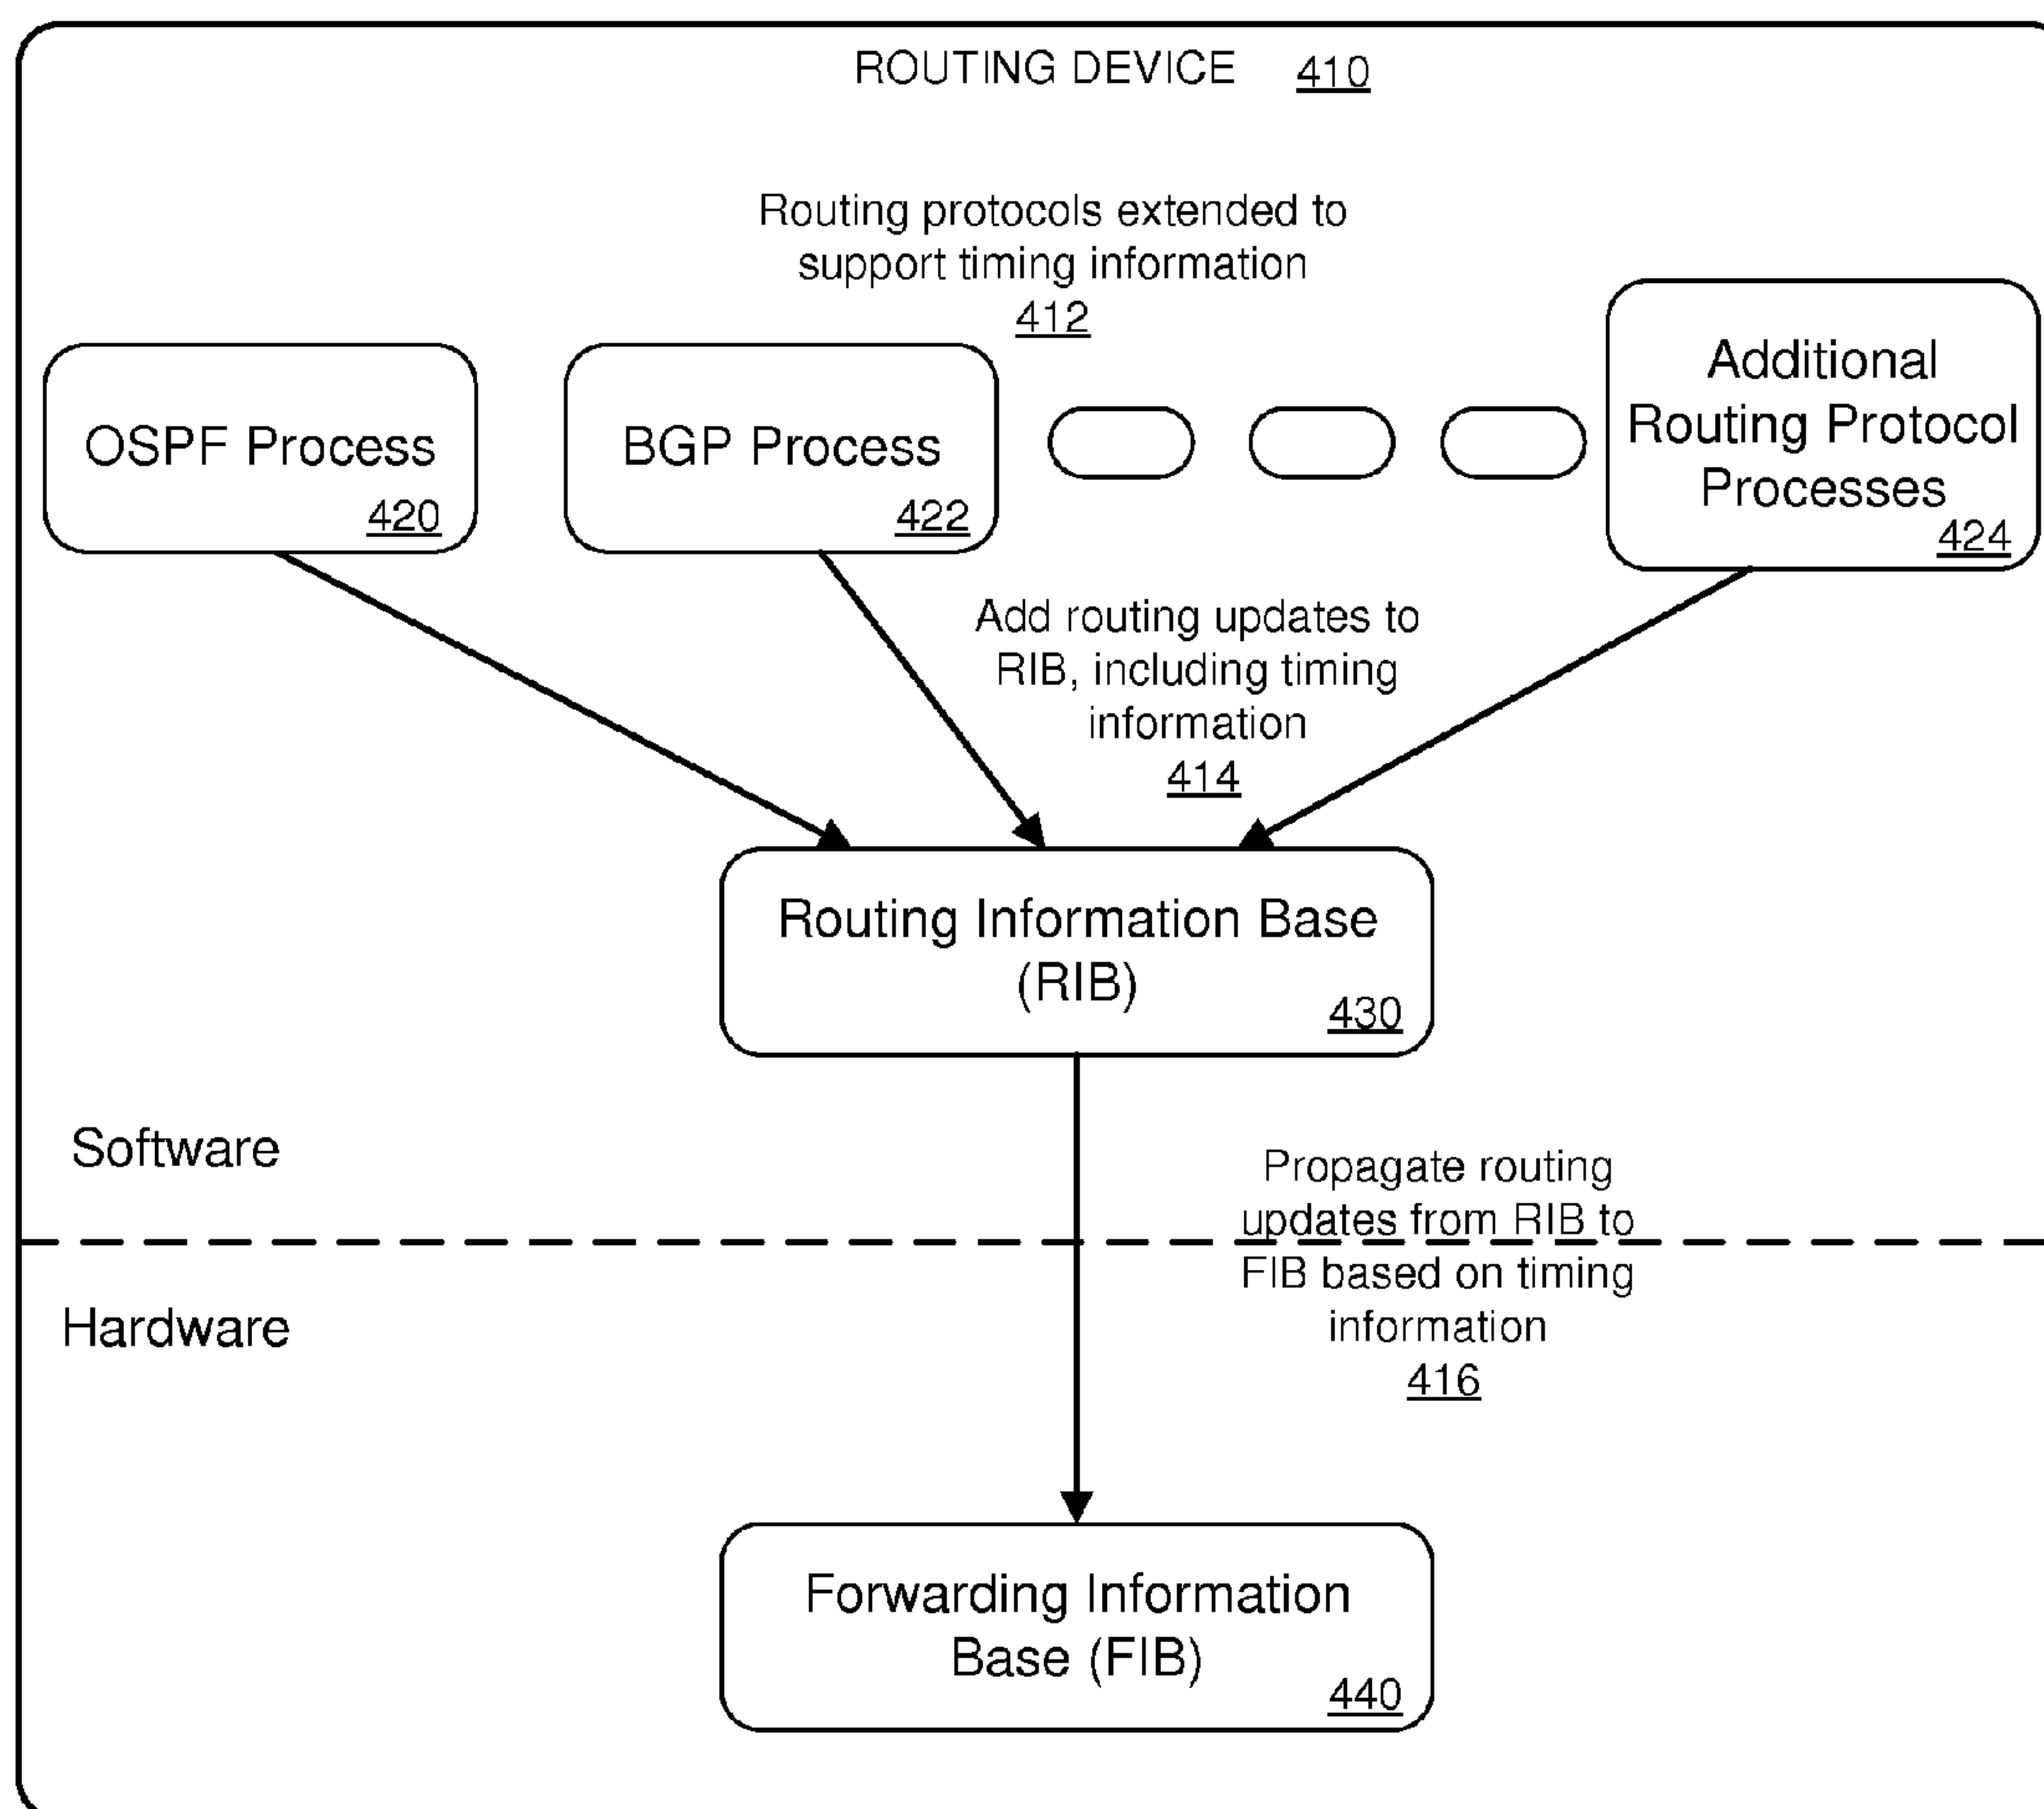 ROUTING DEVICE 410
Routing protocols extended to
support timing information
412
OSPF Process
420
BGP Process
422
Additional
Routing Protocol
Processes
424
Add routing updates to
RIB, including timing
information
414
Routing Information Base
(RIB)
430
Software
Propagate routing
updates from RIB to
FIB based on timing
information
416
Hardware
Forwarding Information
Base (FIB)
440